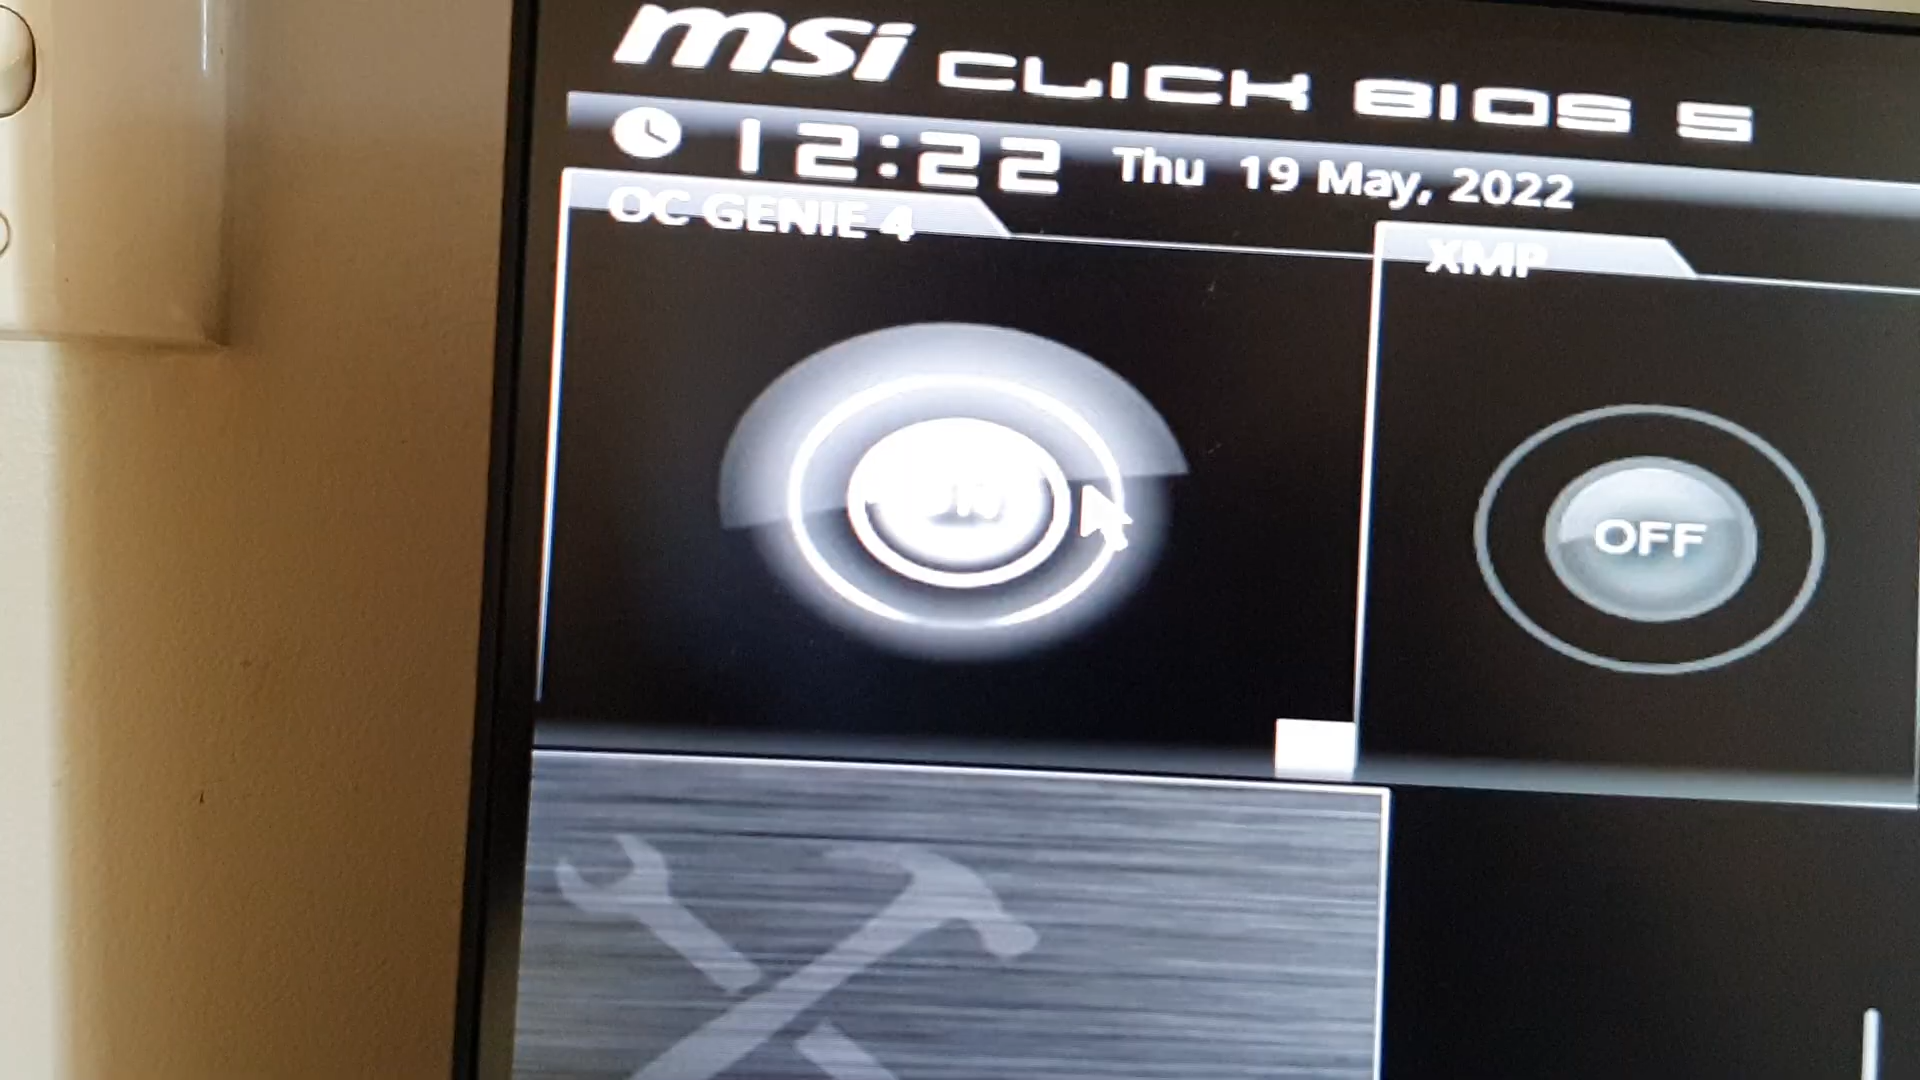 msi CLICK BIOS 5
12:22 Thu 19 May, 2022
OC GENIE 4
XMP
OFF